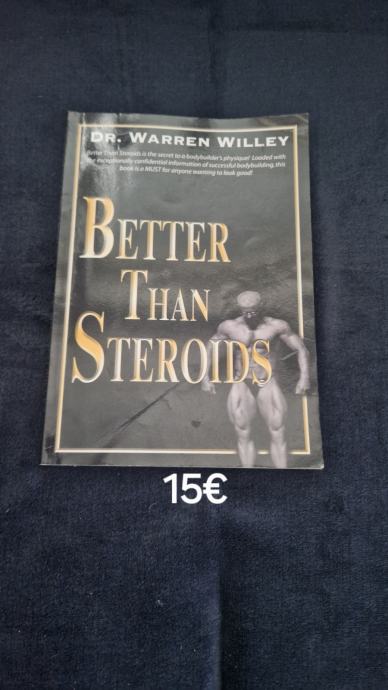 DR. WARREN WILLEY
Better Than Steroids is the secret to a bodybuilder's physique! Loaded with
the exceptionally confidential information of successful bodybuilding, this
book is a MUST for anyone wanting to look good!
BETTER
THAN
STEROIDS
15€